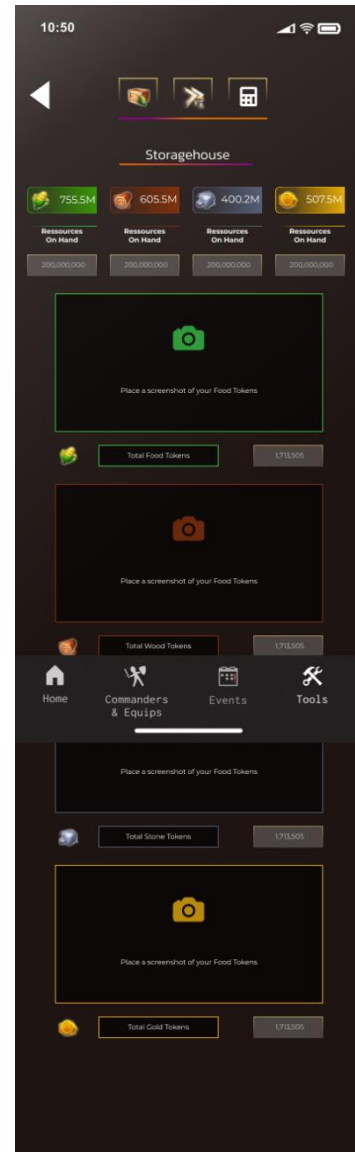 10:50
Storagehouse
755.5M 605.5M 400.2M 507.5M
Ressources Ressources Ressources Ressources
On Hand On Hand On Hand On Hand
200,000,000 200,000,000 200,000,000 200,000,000
Place a screenshot of your Food Tokens
Total Food Tokens 1,713,505
Place a screenshot of your Food Tokens
Total Wood Tokens 1,713,505
Home Commanders Events Tools
& Equips
Place a screenshot of your Food Tokens
Total Stone Tokens 1,713,505
Place a screenshot of your Food Tokens
Total Gold Tokens 1,713,505